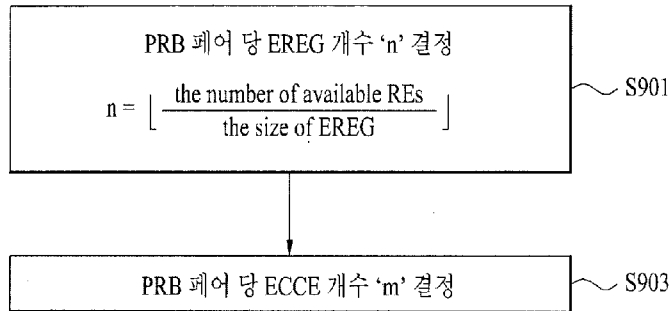 PRB 페어 당 EREG 개수 ‘n’ 결정
n = ⌊ the number of available REs / the size of EREG ⌋
S901
PRB 페어 당 ECCE 개수 ‘m’ 결정
S903